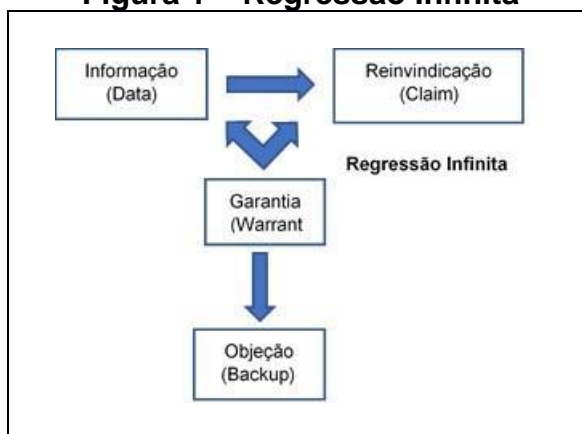 Figura 1 – Regressão Infinita
Informação
(Data)
Reinvindicação
(Claim)
Regressão Infinita
Garantia
(Warrant
Objeção
(Backup)